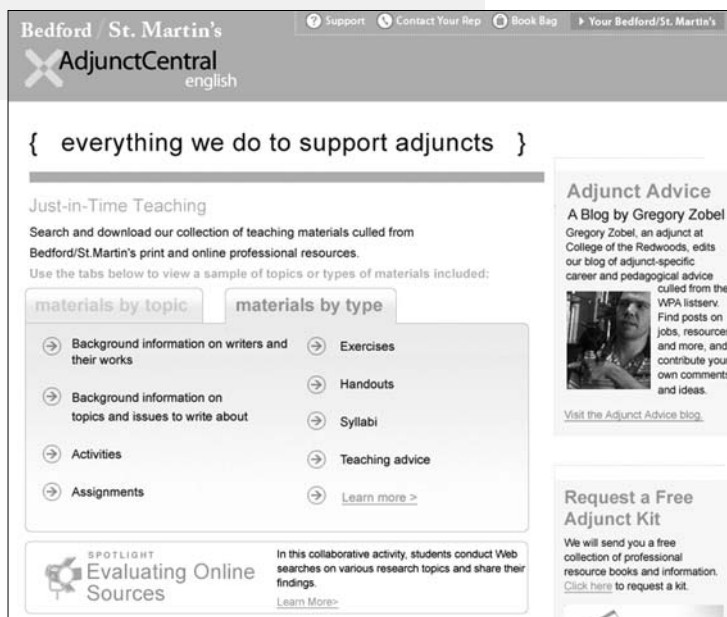 Bedford / St. Martin's
Support Contact Your Rep Book Bag Your Bedford/St. Martin's
AdjunctCentral
english
{ everything we do to support adjuncts }
Just-in-Time Teaching
Search and download our collection of teaching materials culled from
Bedford/St.Martin's print and online professional resources.
Use the tabs below to view a sample of topics or types of materials included:
materials by topic
materials by type
Background information on writers and
their works
Background information on
topics and issues to write about
Activities
Assignments
Exercises
Handouts
Syllabi
Teaching advice
Learn more >
SPOTLIGHT
Evaluating Online
Sources
In this collaborative activity, students conduct Web
searches on various research topics and share their
findings.
Learn More>
Adjunct Advice
A Blog by Gregory Zobel
Gregory Zobel, an adjunct at
College of the Redwoods, edits
our blog of adjunct-specific
career and pedagogical advice
culled from the
WPA listserv.
Find posts on
jobs, resources
and more, and
contribute your
own comments
and ideas.
Visit the Adjunct Advice blog.
Request a Free
Adjunct Kit
We will send you a free
collection of professional
resource books and information.
Click here to request a kit.